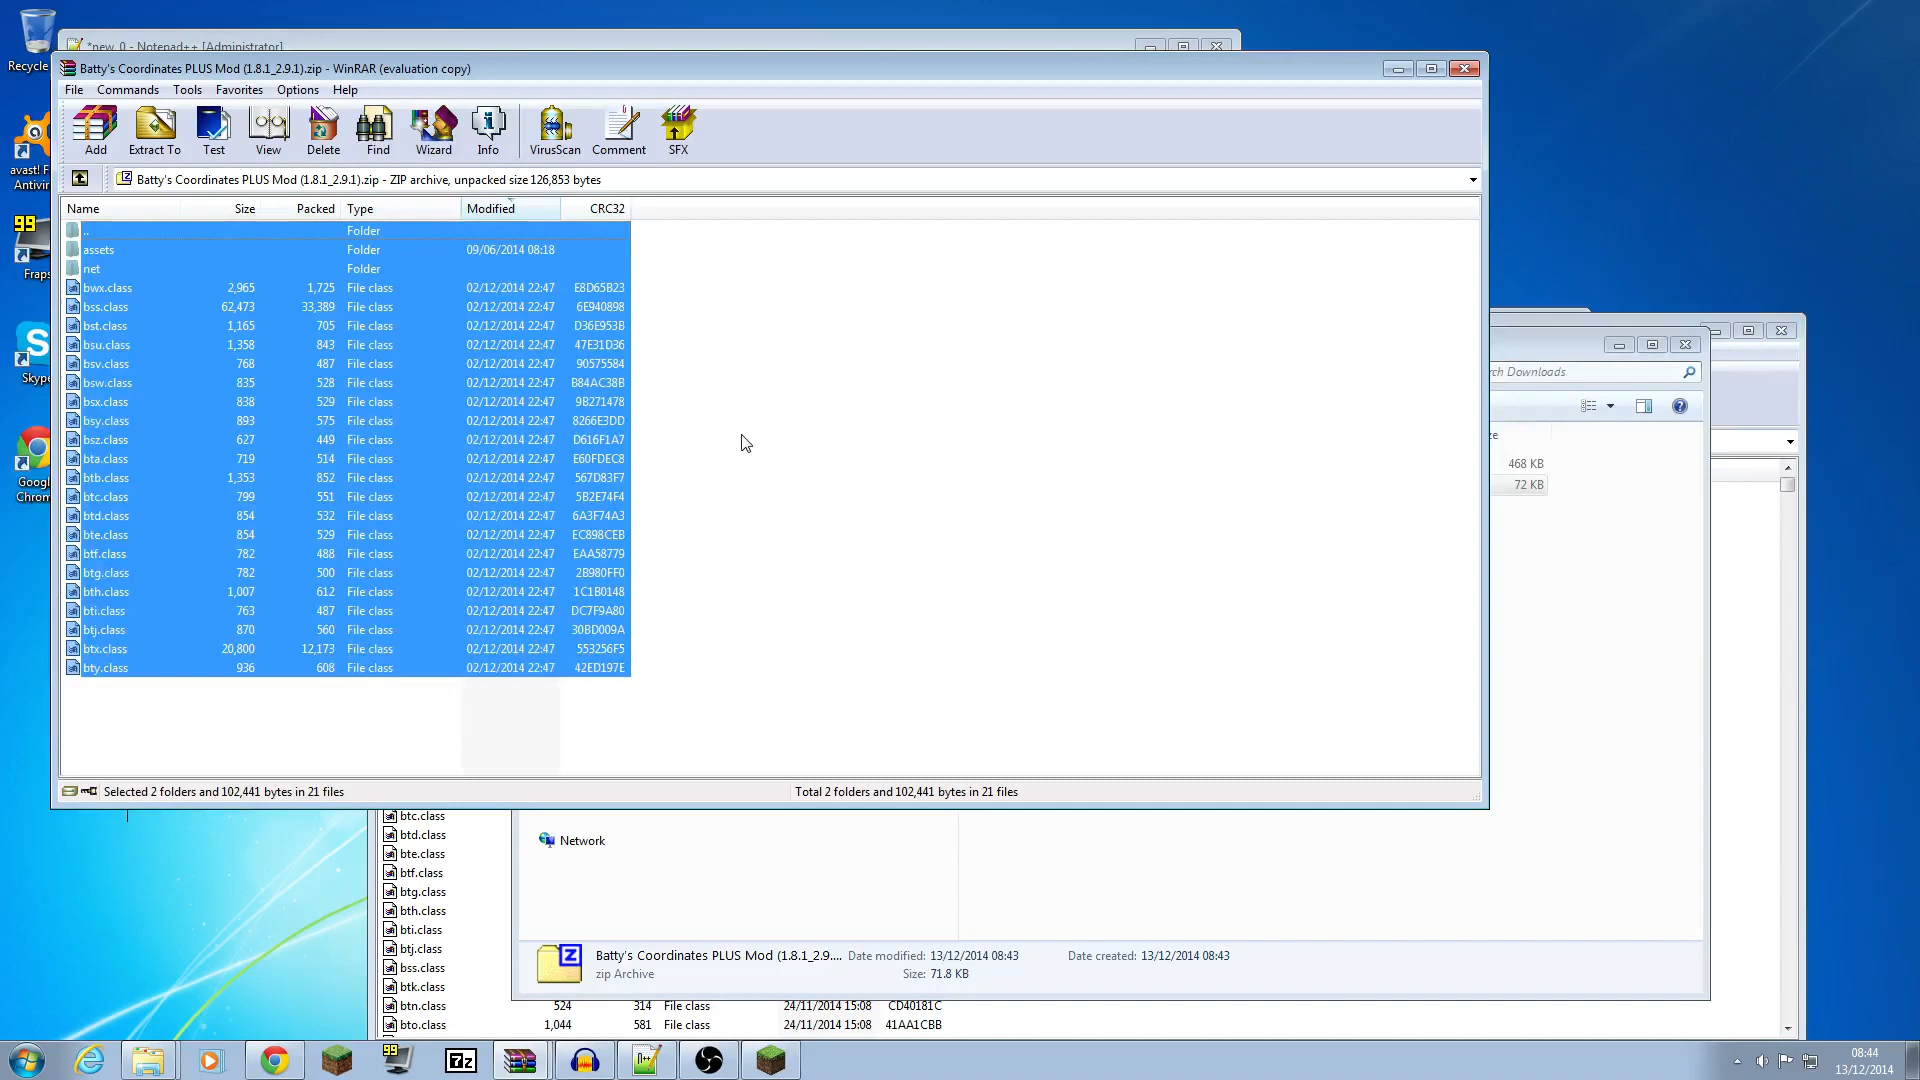 Recycle
*new 0 - Notepad++ [Administrator]
Batty's Coordinates PLUS Mod (1.8.1_2.9.1).zip - WinRAR (evaluation copy)
File Commands Tools Favorites Options Help
Add Extract To Test View Delete Find Wizard Info VirusScan Comment SFX
Batty's Coordinates PLUS Mod (1.8.1_2.9.1).zip - ZIP archive, unpacked size 126,853 bytes
Name Size Packed Type Modified CRC32
.. Folder
assets Folder 09/06/2014 08:18
net Folder
bwx.class 2,965 1,725 File class 02/12/2014 22:47 E8D65B23
bss.class 62,473 33,389 File class 02/12/2014 22:47 6E940898
bst.class 1,165 705 File class 02/12/2014 22:47 D36E953B
bsu.class 1,358 843 File class 02/12/2014 22:47 47E31D36
bsv.class 768 487 File class 02/12/2014 22:47 90575584
bsw.class 835 528 File class 02/12/2014 22:47 B84AC38B
bsx.class 838 529 File class 02/12/2014 22:47 9B271478
bsy.class 893 575 File class 02/12/2014 22:47 8266E3DD
bsz.class 627 449 File class 02/12/2014 22:47 D616F1A7
bta.class 719 514 File class 02/12/2014 22:47 E60FDEC8
btb.class 1,353 852 File class 02/12/2014 22:47 567D83F7
btc.class 799 551 File class 02/12/2014 22:47 5B2E74F4
btd.class 854 532 File class 02/12/2014 22:47 6A3F74A3
bte.class 854 529 File class 02/12/2014 22:47 EC898CEB
btf.class 782 488 File class 02/12/2014 22:47 EAA58779
btg.class 782 500 File class 02/12/2014 22:47 2B980FF0
bth.class 1,007 612 File class 02/12/2014 22:47 1C1B0148
bti.class 763 487 File class 02/12/2014 22:47 DC7F9A80
btj.class 870 560 File class 02/12/2014 22:47 30BD009A
btx.class 20,800 12,173 File class 02/12/2014 22:47 553256F5
bty.class 936 608 File class 02/12/2014 22:47 42ED197E
Selected 2 folders and 102,441 bytes in 21 files
Total 2 folders and 102,441 bytes in 21 files
avast! F
Antivir
99
Fraps
Skype
Googl
Chrom
rch Downloads
ze
468 KB
72 KB
btc.class
btd.class
bte.class
btf.class
btg.class
bth.class
bti.class
btj.class
bss.class
btk.class
btn.class 524 314 File class 24/11/2014 15:08 CD40181C
bto.class 1,044 581 File class 24/11/2014 15:08 41AA1CBB
Network
Batty's Coordinates PLUS Mod (1.8.1_2.9.... Date modified: 13/12/2014 08:43 Date created: 13/12/2014 08:43
zip Archive Size: 71.8 KB
99
7z
08:44
13/12/2014